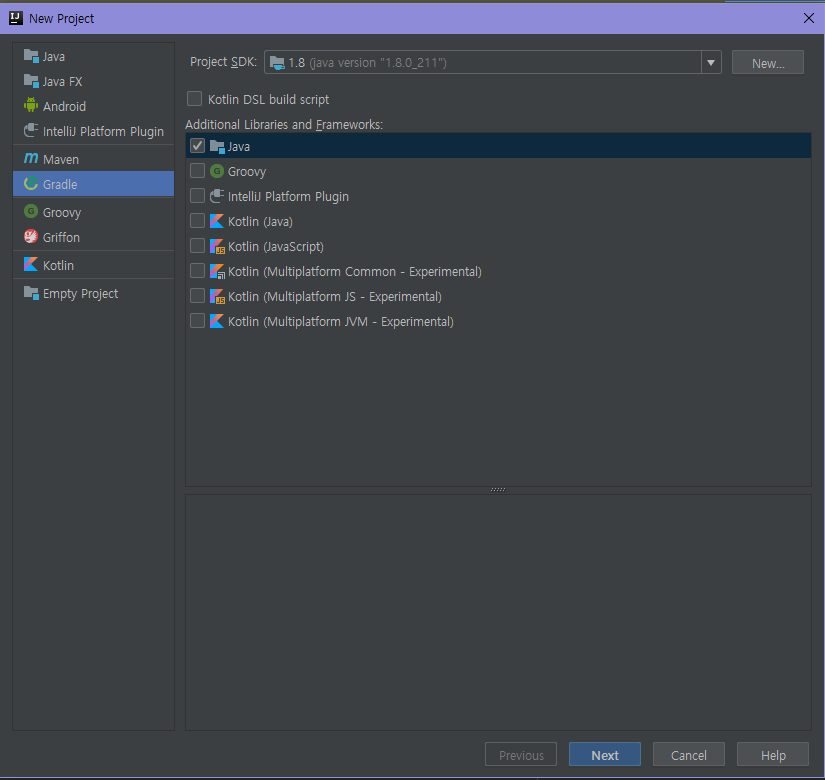 New Project
Java
Java FX
Android
IntelliJ Platform Plugin
Maven
Gradle
Groovy
Griffon
Kotlin
Empty Project
Project SDK: 1.8 (java version "1.8.0_211")
New...
Kotlin DSL build script
Additional Libraries and Frameworks:
Java
Groovy
IntelliJ Platform Plugin
Kotlin (Java)
Kotlin (JavaScript)
Kotlin (Multiplatform Common - Experimental)
Kotlin (Multiplatform JS - Experimental)
Kotlin (Multiplatform JVM - Experimental)
Previous
Next
Cancel
Help